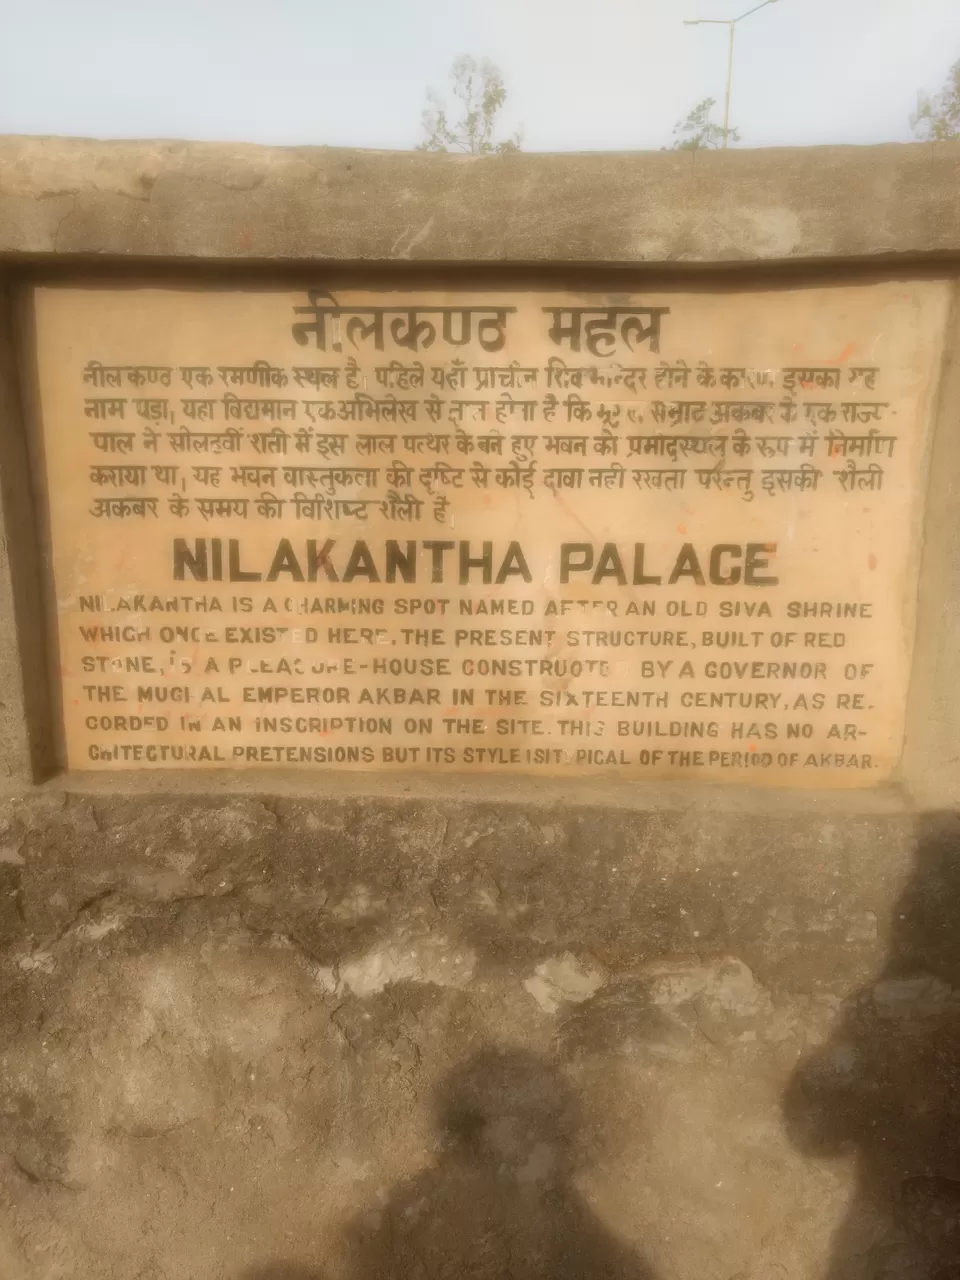 नीलकण्ठ महल
नीलकण्ठ एक रमणीक स्थल है। पहिले यहाँ प्राचीन शिव मन्दिर होने के कारण इसका यह
नाम पड़ा। यहा विद्यमान एक अभिलेख से ज्ञात होता है कि मुगल सम्राट अकबर के एक राज्य-
पाल ने सोलहवीं शती में इस लाल पत्थर के बने हुए भवन को प्रमोदस्थल के रूप में निर्माण
कराया था। यह भवन वास्तुकला की दृष्टि से कोई दावा नही रखता परन्तु इसकी शैली
अकबर के समय की विशिष्ट शैली है।
NILAKANTHA PALACE
NILAKANTHA IS A CHARMING SPOT NAMED AFTER AN OLD SIVA SHRINE
WHICH ONCE EXISTED HERE. THE PRESENT STRUCTURE, BUILT OF RED
STONE, IS A PLEASURE-HOUSE CONSTRUCTED BY A GOVERNOR OF
THE MUGHAL EMPEROR AKBAR IN THE SIXTEENTH CENTURY, AS RE-
CORDED IN AN INSCRIPTION ON THE SITE. THIS BUILDING HAS NO AR-
CHITECTURAL PRETENSIONS BUT ITS STYLE IS TYPICAL OF THE PERIOD OF AKBAR.